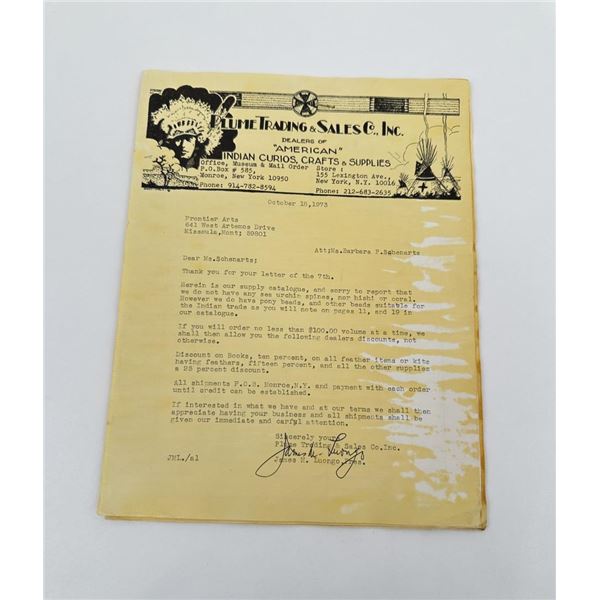 PLUME TRADING & SALES CO. INC.
DEALERS OF
"AMERICAN"
INDIAN CURIOS, CRAFTS & SUPPLIES
Office, Museum & Mail Order
P.O.Box # 585,
Monroe, New York 10950
Phone: 914-782-8594
Store :
155 Lexington Ave.,
New York, N.Y. 10016
Phone: 212-683-2635
October 18,1973
Frontier Arts
641 West Artemos Drive
Missoula,Mont; 59801
Att;Ms.Barbara P.Schenarts
Dear Ms.Schenarts;
Thank you for your letter of the 7th.
Herein is our supply catalogue, and sorry to report that
we do not have any sea urchin spines, nor hishi or coral.
However we do have pony beads, and other beads suitable for
the Indian trade as you will note on pages 11, and 19 in
our catalogue.
If you will order no less than $100.00 volume at a time, we
shall then allow you the following dealers discounts, not
otherwise.
Discount on Books, ten percent, on all feather items or kits
having feathers, fifteen percent, and all the other supplies
a 25 percent discount.
All shipments F.O.B. Monroe,N.Y. and payment with each order
until credit can be established.
If interested in what we have and at our terms we shall then
appreciate having your business and all shipments shall be
given our immediate and carful attention.
Sincerely yours
Plume Trading & Sales Co.Inc.
James M. Luongo
James M. Luongo Pres.
JML./al